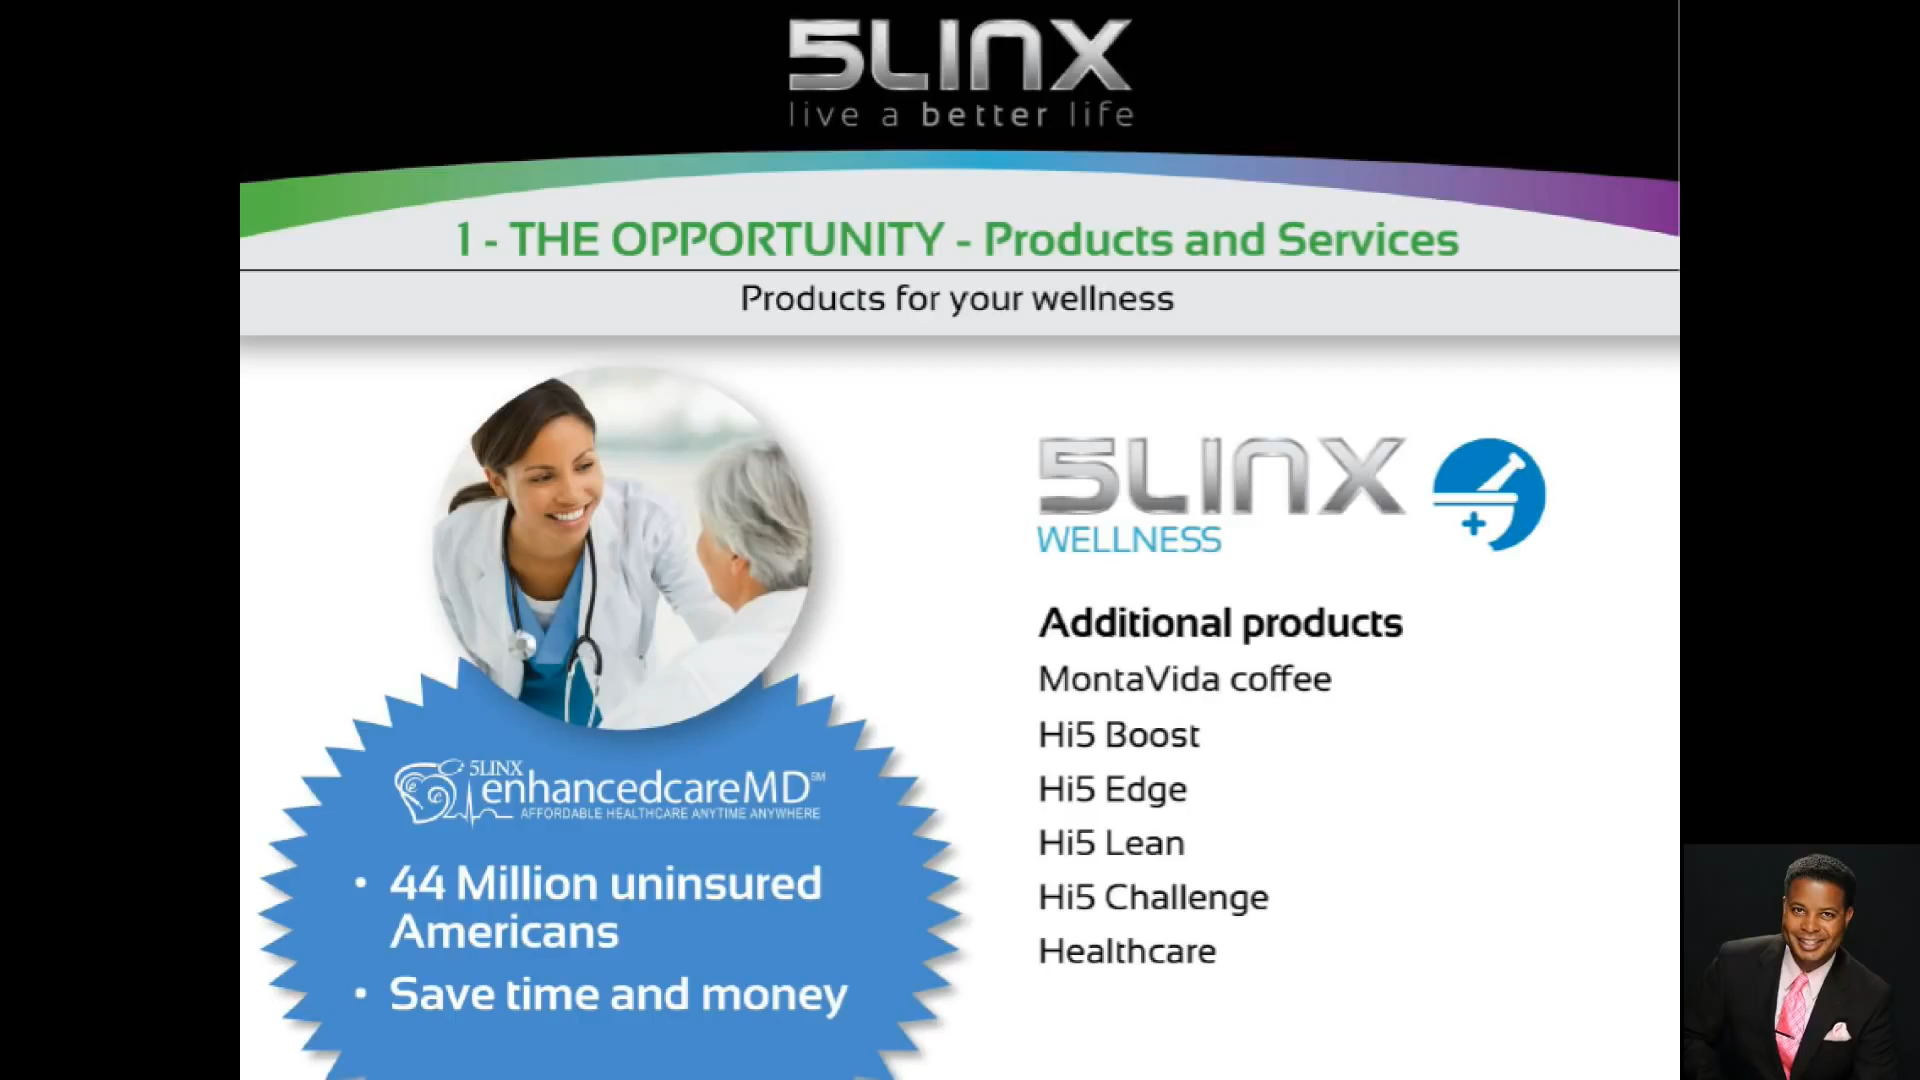 5LINX
live a better life
1 - THE OPPORTUNITY - Products and Services
Products for your wellness
5LINX
WELLNESS
Additional products
MontaVida coffee
Hi5 Boost
Hi5 Edge
Hi5 Lean
Hi5 Challenge
Healthcare
5LINX
enhancedcareMD℠
AFFORDABLE HEALTHCARE ANYTIME ANYWHERE
• 44 Million uninsured
Americans
• Save time and money